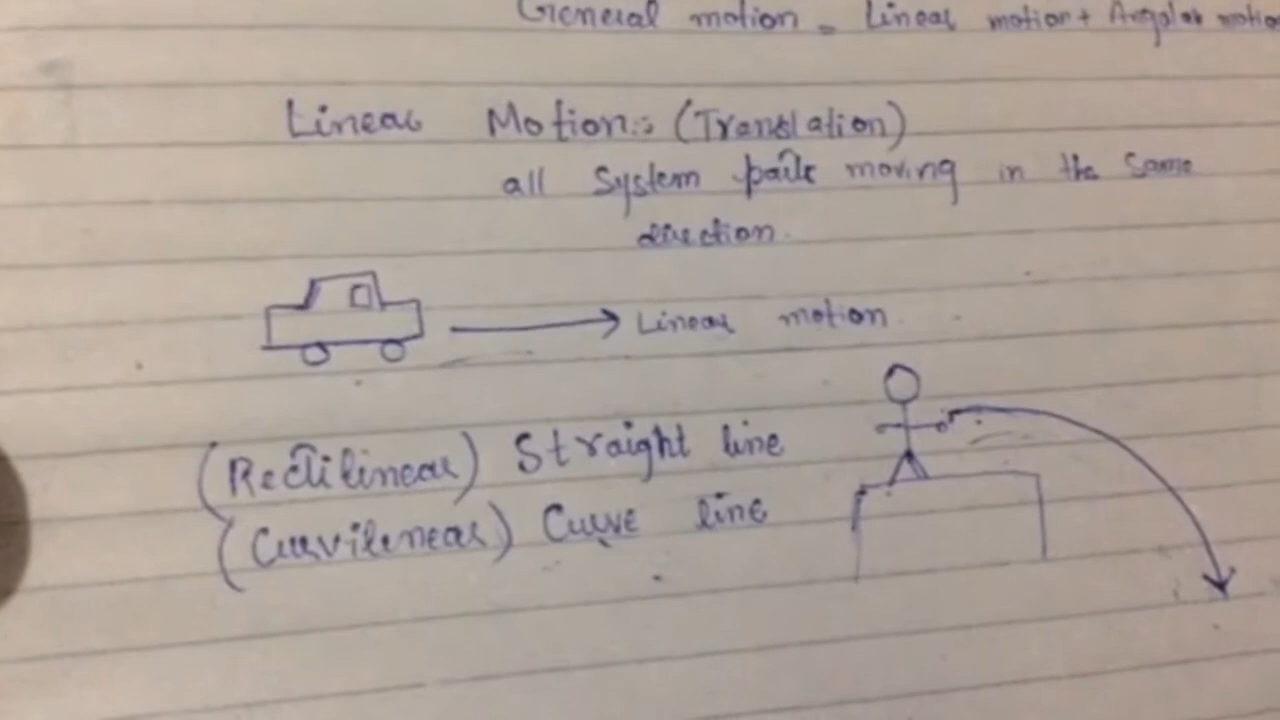 General motion = Linear motion + Angular motion
Linear Motion:- (Translation)
all system parts moving in the same
direction.
Linear motion
(Rectilinear) Straight line
(Curvilenear) Curve line